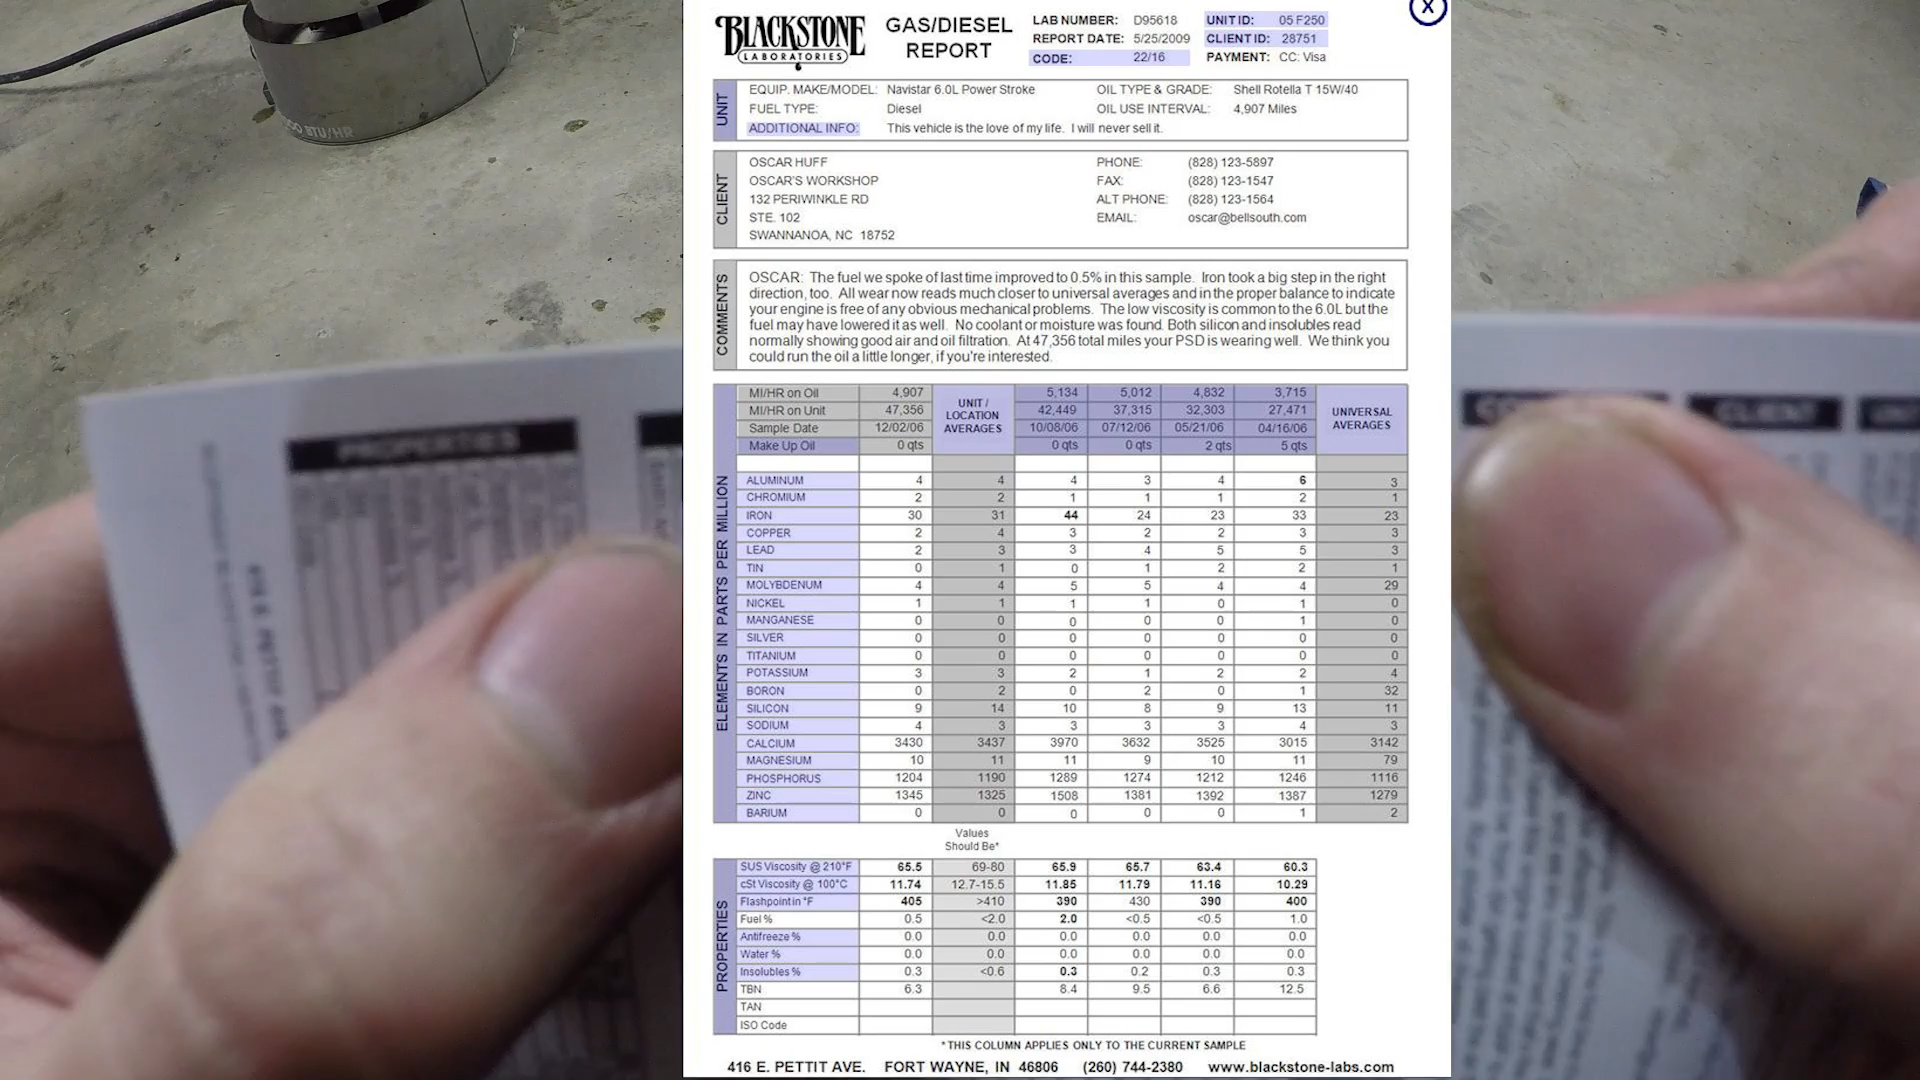 BLACKSTONE
LABORATORIES
GAS/DIESEL
REPORT
LAB NUMBER: D95618
REPORT DATE: 5/25/2009
CODE: 22/16
UNIT ID: 05 F250
CLIENT ID: 28751
PAYMENT: CC: Visa
X
UNIT
EQUIP. MAKE/MODEL: Navistar 6.0L Power Stroke
FUEL TYPE: Diesel
ADDITIONAL INFO: This vehicle is the love of my life. I will never sell it.
OIL TYPE & GRADE: Shell Rotella T 15W/40
OIL USE INTERVAL: 4,907 Miles
CLIENT
OSCAR HUFF
OSCAR'S WORKSHOP
132 PERIWINKLE RD
STE. 102
SWANNANOA, NC 18752
PHONE: (828) 123-5897
FAX: (828) 123-1547
ALT PHONE: (828) 123-1564
EMAIL: oscar@bellsouth.com
COMMENTS
OSCAR: The fuel we spoke of last time improved to 0.5% in this sample. Iron took a big step in the right
direction, too. All wear now reads much closer to universal averages and in the proper balance to indicate
your engine is free of any obvious mechanical problems. The low viscosity is common to the 6.0L but the
fuel may have lowered it as well. No coolant or moisture was found. Both silicon and insolubles read
normally showing good air and oil filtration. At 47,356 total miles your PSD is wearing well. We think you
could run the oil a little longer, if you're interested.
MI/HR on Oil 4,907 5,134 5,012 4,832 3,715
MI/HR on Unit 47,356 42,449 37,315 32,303 27,471
Sample Date 12/02/06 10/08/06 07/12/06 05/21/06 04/16/06
Make Up Oil 0 qts 0 qts 0 qts 2 qts 5 qts
UNIT /
LOCATION
AVERAGES
UNIVERSAL
AVERAGES
ELEMENTS IN PARTS PER MILLION
ALUMINUM 4 4 4 3 4 6 3
CHROMIUM 2 2 1 1 1 2 1
IRON 30 31 44 24 23 33 23
COPPER 2 4 3 2 2 3 3
LEAD 2 3 3 4 5 5 3
TIN 0 1 0 1 2 2 1
MOLYBDENUM 4 4 5 5 4 4 29
NICKEL 1 1 1 1 0 1 0
MANGANESE 0 0 0 0 0 1 0
SILVER 0 0 0 0 0 0 0
TITANIUM 0 0 0 0 0 0 0
POTASSIUM 3 3 2 1 2 2 4
BORON 0 2 0 2 0 1 32
SILICON 9 14 10 8 9 13 11
SODIUM 4 3 3 3 3 4 3
CALCIUM 3430 3437 3970 3632 3525 3015 3142
MAGNESIUM 10 11 11 9 10 11 79
PHOSPHORUS 1204 1190 1289 1274 1212 1246 1116
ZINC 1345 1325 1508 1381 1392 1387 1279
BARIUM 0 0 0 0 0 1 2
Values
Should Be*
PROPERTIES
SUS Viscosity @ 210°F 65.5 69-80 65.9 65.7 63.4 60.3
cSt Viscosity @ 100°C 11.74 12.7-15.5 11.85 11.79 11.16 10.29
Flashpoint in °F 405 >410 390 430 390 400
Fuel % 0.5 <2.0 2.0 <0.5 <0.5 1.0
Antifreeze % 0.0 0.0 0.0 0.0 0.0 0.0
Water % 0.0 0.0 0.0 0.0 0.0 0.0
Insolubles % 0.3 <0.6 0.3 0.2 0.3 0.3
TBN 6.3 8.4 9.5 6.6 12.5
TAN
ISO Code
*THIS COLUMN APPLIES ONLY TO THE CURRENT SAMPLE
416 E. PETTIT AVE. FORT WAYNE, IN 46806 (260) 744-2380 www.blackstone-labs.com
BTU/HR
PROPERTIES
CLIENT